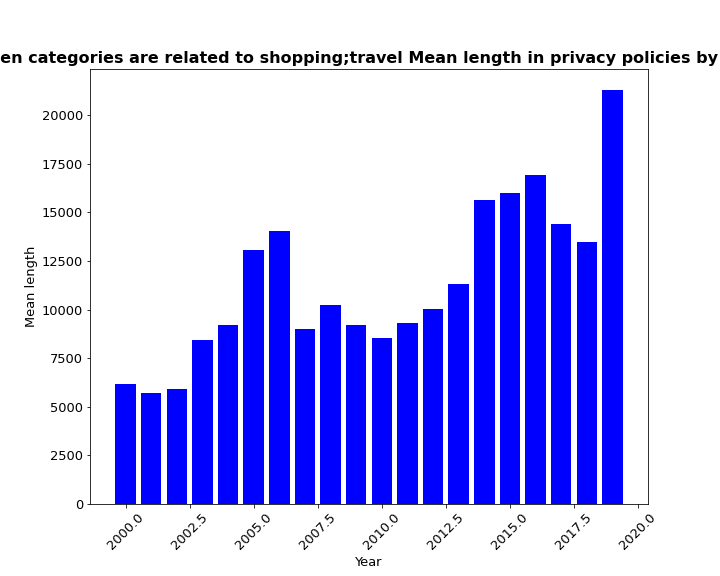 en categories are related to shopping;travel Mean length in privacy policies by
20000
17500
15000
12500
10000
7500
5000
2500
0
Mean length
2000.0 2002.5 2005.0 2007.5 2010.0 2012.5 2015.0 2017.5 2020.0
Year